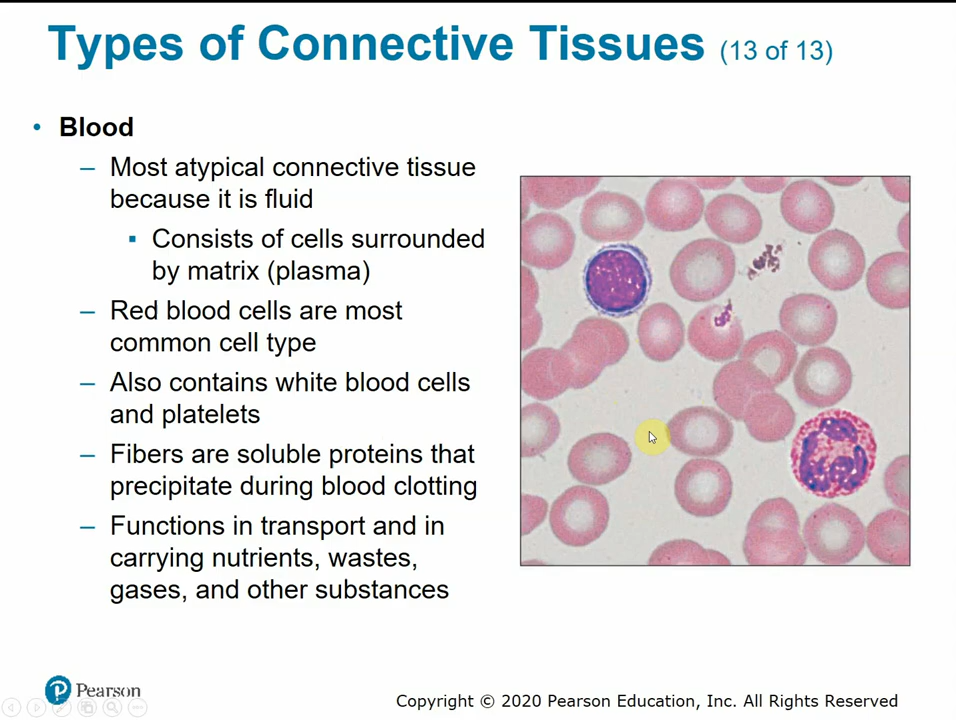 Types of Connective Tissues (13 of 13)
• Blood
– Most atypical connective tissue
because it is fluid
▪ Consists of cells surrounded
by matrix (plasma)
– Red blood cells are most
common cell type
– Also contains white blood cells
and platelets
– Fibers are soluble proteins that
precipitate during blood clotting
– Functions in transport and in
carrying nutrients, wastes,
gases, and other substances
P Pearson
Copyright © 2020 Pearson Education, Inc. All Rights Reserved